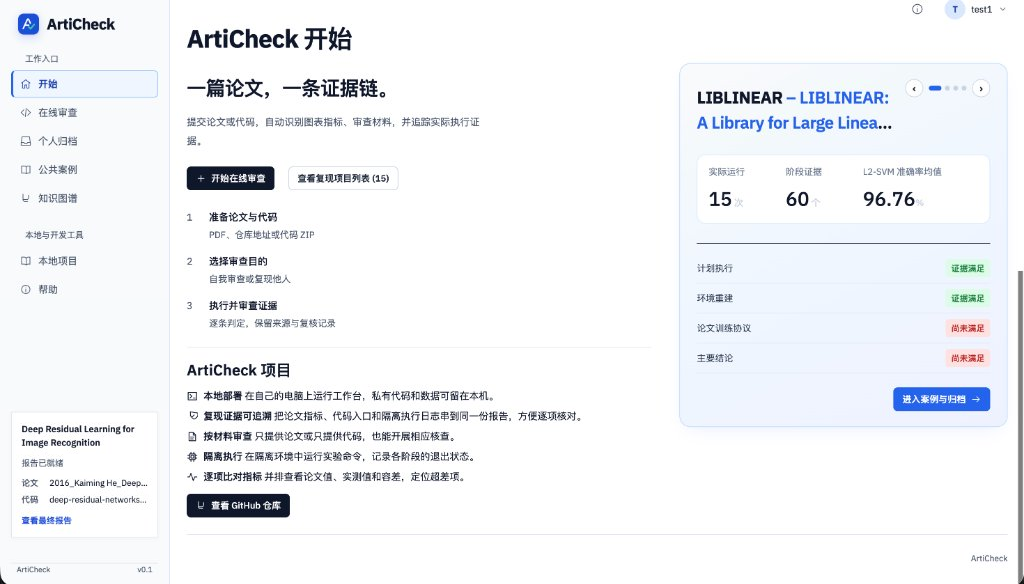 ArtiCheck
工作入口
开始
在线审查
个人归档
公共案例
知识图谱
本地与开发工具
本地项目
帮助
Deep Residual Learning for
Image Recognition
报告已就绪
论文 2016_Kaiming He_Deep...
代码 deep-residual-networks...
查看最终报告
ArtiCheck v0.1
T test1
ArtiCheck 开始
一篇论文，一条证据链。
提交论文或代码，自动识别图表指标、审查材料，并追踪实际执行证
据。
+ 开始在线审查 查看复现项目列表 (15)
1 准备论文与代码
PDF、仓库地址或代码 ZIP
2 选择审查目的
自我审查或复现他人
3 执行并审查证据
逐条判定，保留来源与复核记录
ArtiCheck 项目
本地部署 在自己的电脑上运行工作台，私有代码和数据可留在本机。
复现证据可追溯 把论文指标、代码入口和隔离执行日志串到同一份报告，方便逐项核对。
按材料审查 只提供论文或只提供代码，也能开展相应核查。
隔离执行 在隔离环境中运行实验命令，记录各阶段的退出状态。
逐项比对指标 并排查看论文值、实测值和容差，定位超差项。
查看 GitHub 仓库
LIBLINEAR – LIBLINEAR:
A Library for Large Linea...
实际运行 阶段证据 L2-SVM 准确率均值
15 次 60 个 96.76%
计划执行 证据满足
环境重建 证据满足
论文训练协议 尚未满足
主要结论 尚未满足
进入案例与归档 →
ArtiCheck